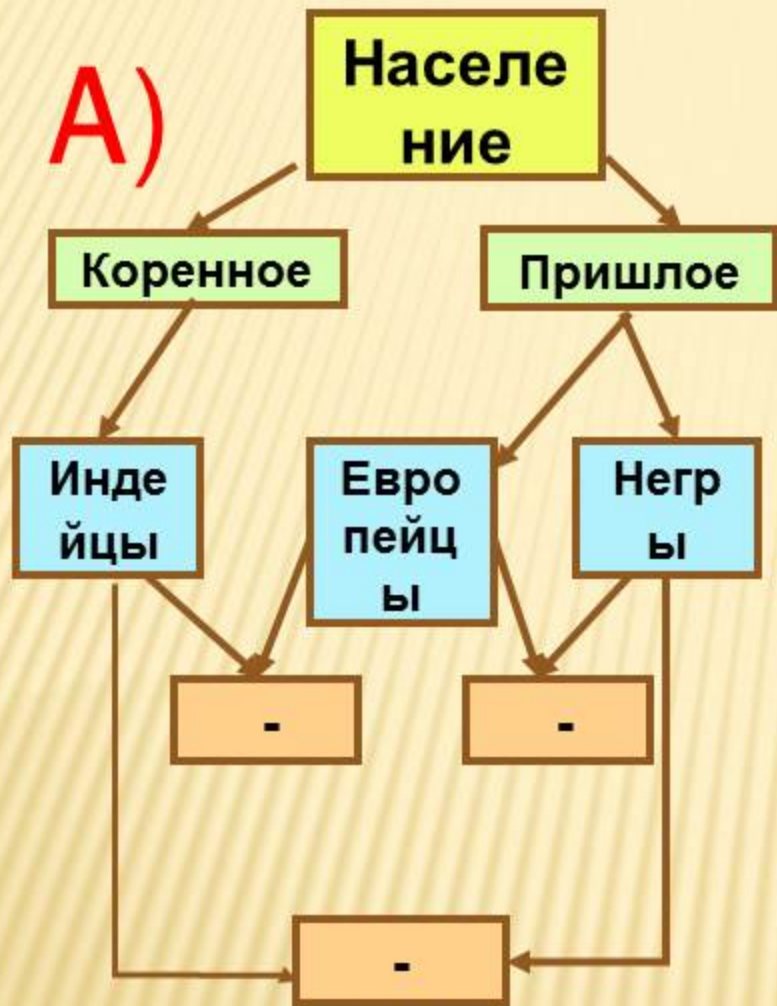 А)
Населе
ние
Коренное
Пришлое
Инде
йцы
Евро
пейц
ы
Негр
ы
-
-
-